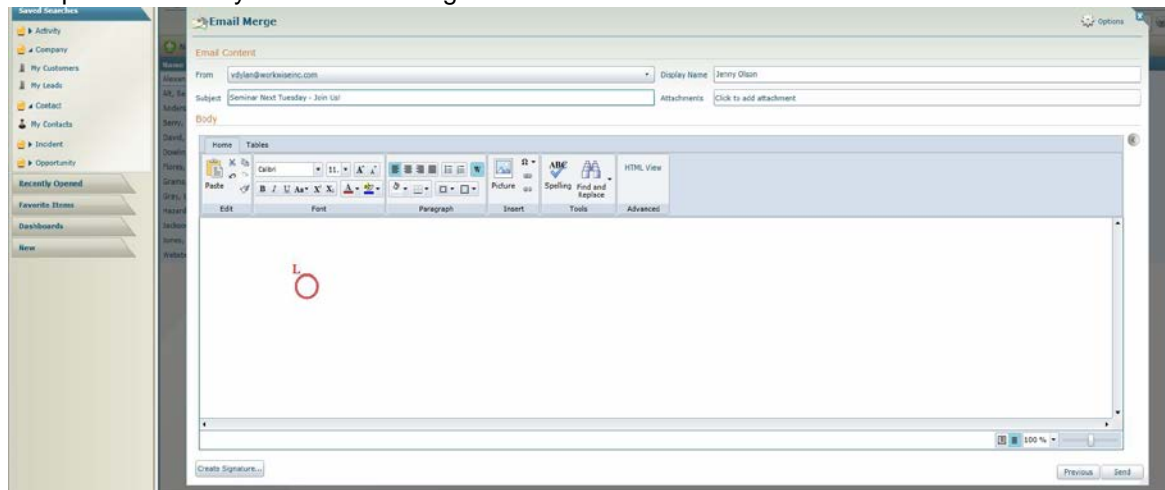 Saved Searches
Activity
Company
My Customers
My Leads
Contact
My Contacts
Incident
Opportunity
Recently Opened
Favorite Items
Dashboards
New
Email Merge
Options
Email Content
From vdylan@workwiseinc.com Display Name Jenny Olson
Subject Seminar Next Tuesday - Join Us! Attachments Click to add attachment
Body
Home Tables
Paste
Calibri 11.
B I U Aa
Picture
ABC
Spelling
Find and Replace
HTML View
Edit Font Paragraph Insert Tools Advanced
L
100 %
Create Signature...
Previous Send